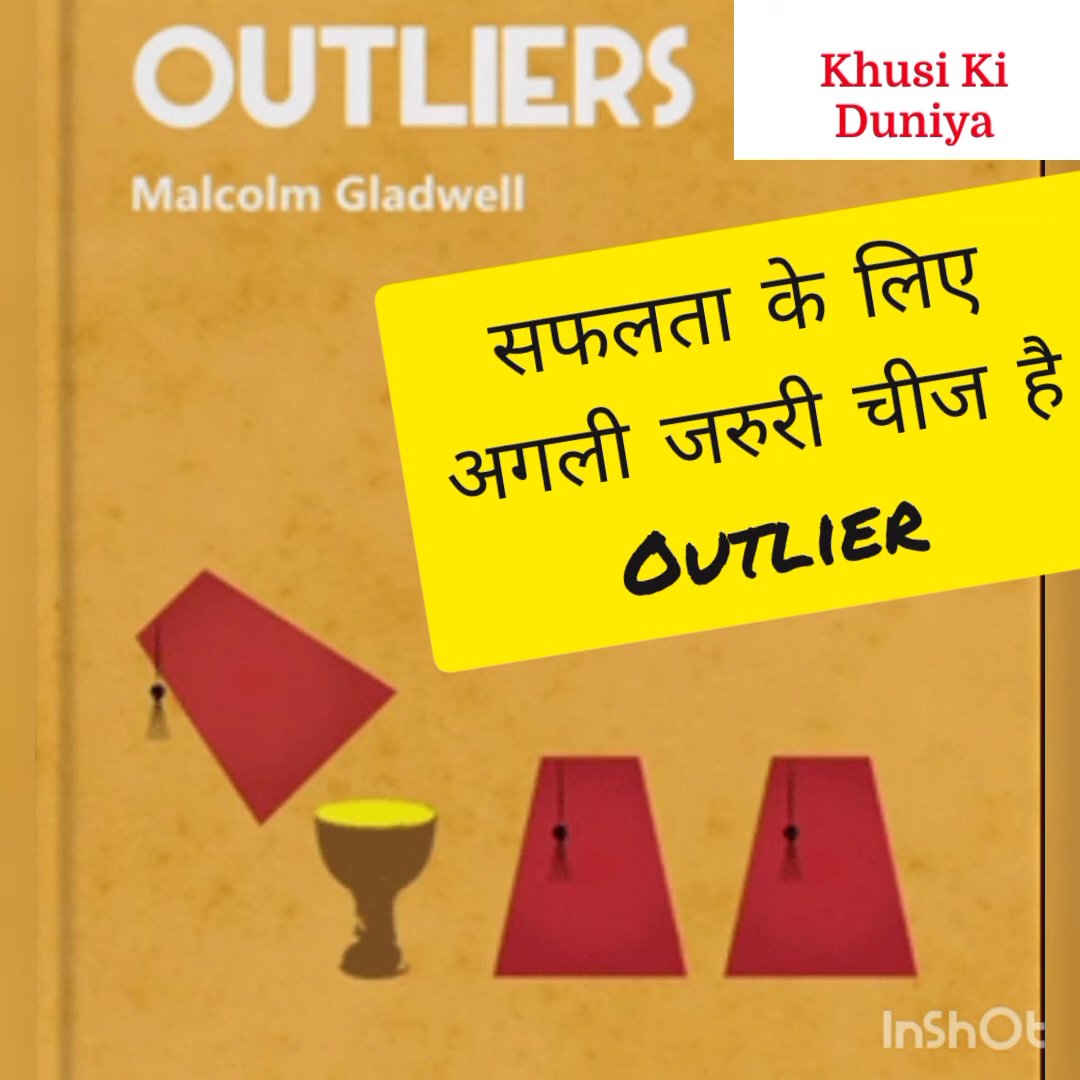 OUTLIERS
Malcolm Gladwell
Khusi Ki
Duniya
सफलता के लिए
अगली जरुरी चीज है
OUTLIER
InShOt